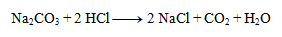 Na₂CO₃ + 2 HCl ⟶ 2 NaCl + CO₂ + H₂O